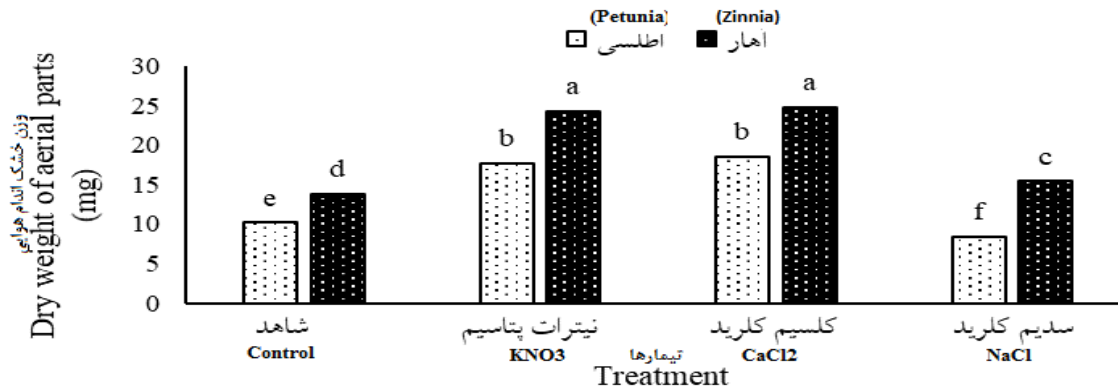 (Petunia) (Zinnia)
اطلسی اهار
وزن خشک اندام هوایی
Dry weight of aerial parts
(mg)
30
25
20
15
10
5
0
e d b a b a f c
شاهد نیترات پتاسیم کلسیم کلرید سدیم کلرید
Control KNO3 تیمارها CaCl2 NaCl
Treatment